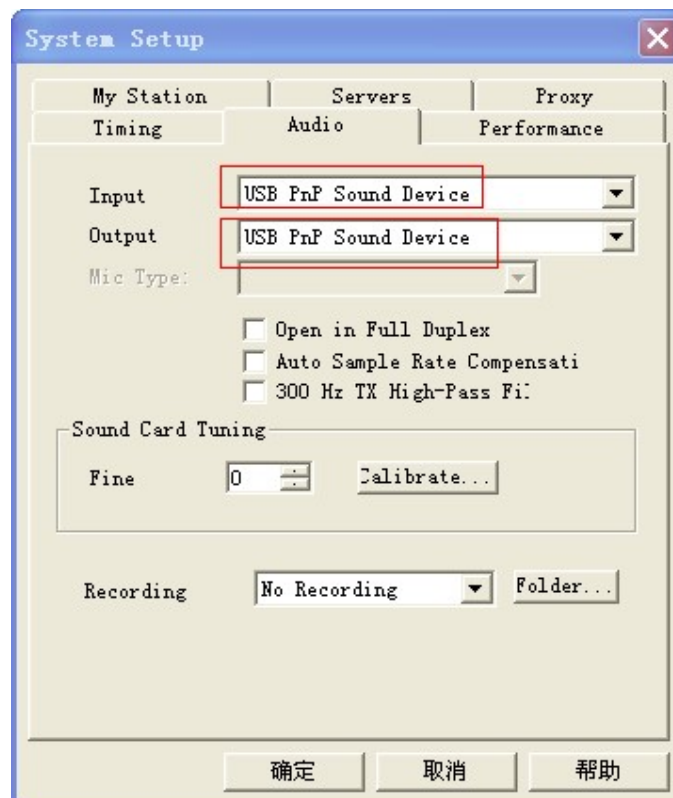 System Setup
My Station Servers Proxy
Timing Audio Performance
Input USB PnP Sound Device
Output USB PnP Sound Device
Mic Type:
Open in Full Duplex
Auto Sample Rate Compensati
300 Hz TX High-Pass Fi
Sound Card Tuning
Fine 0 Calibrate...
Recording No Recording Folder...
确定 取消 帮助